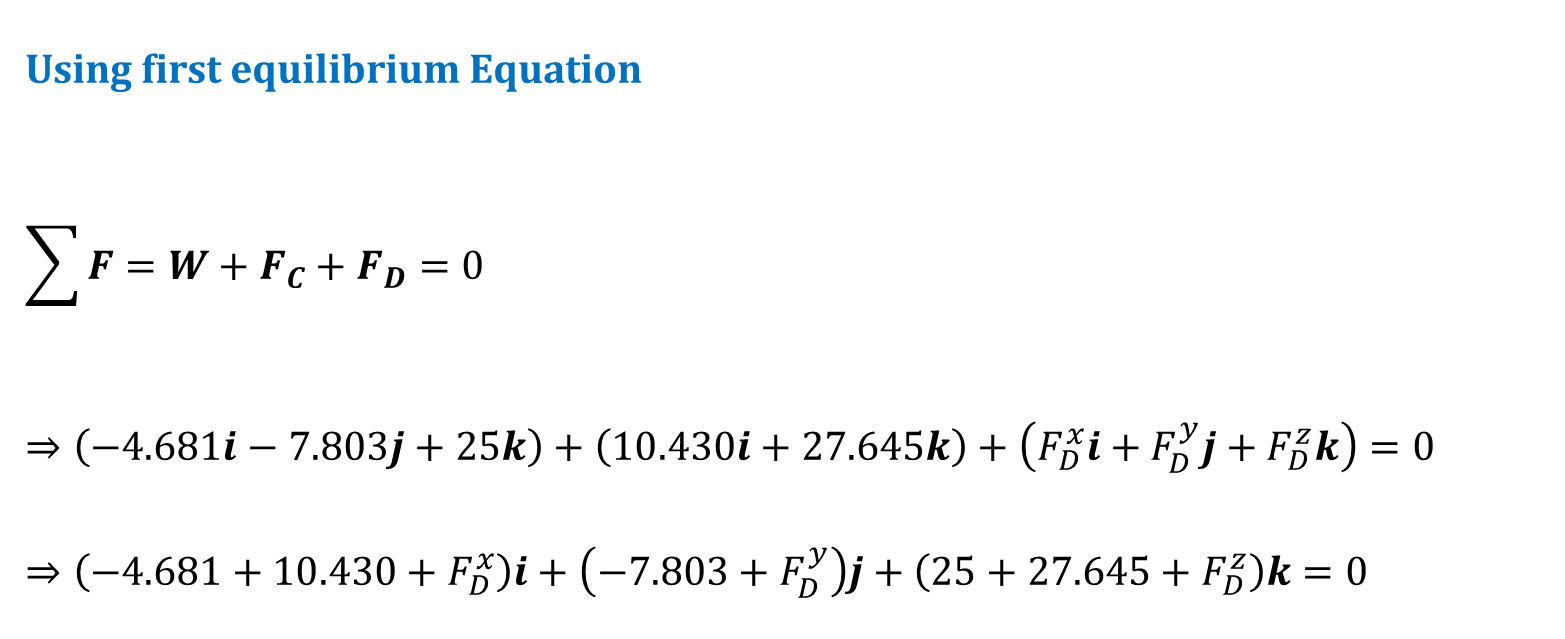 Using first equilibrium Equation
∑ F = W + F_C + F_D = 0
⇒ (−4.681i − 7.803j + 25k) + (10.430i + 27.645k) + (F_D^x i + F_D^y j + F_D^z k) = 0
⇒ (−4.681 + 10.430 + F_D^x)i + (−7.803 + F_D^y)j + (25 + 27.645 + F_D^z)k = 0